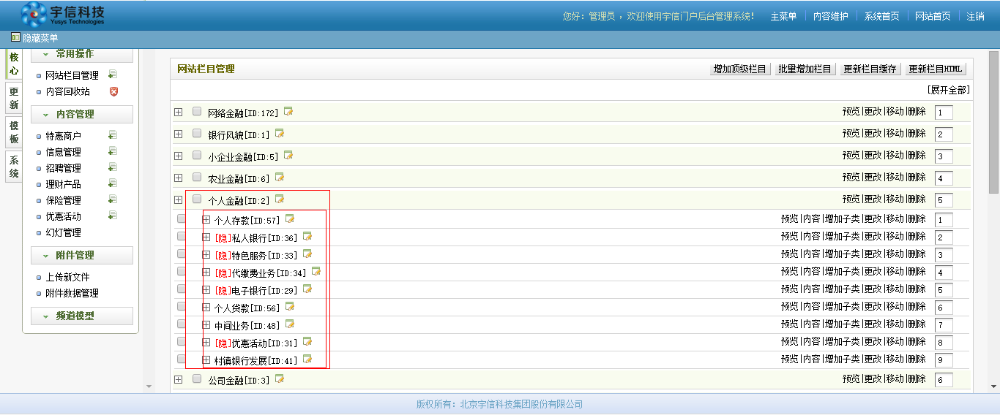 宇信科技
Yusys Technologies
您好：管理员 ，欢迎使用宇信门户后台管理系统! 主菜单 内容维护 系统首页 网站首页 注销
隐藏菜单
核心
更新
模板
系统
常用操作
网站栏目管理
内容回收站
内容管理
特惠商户
信息管理
招聘管理
理财产品
保险管理
优惠活动
幻灯管理
附件管理
上传新文件
附件数据管理
频道模型
网站栏目管理 增加顶级栏目 批量增加栏目 更新栏目缓存 更新栏目HTML
[展开全部]
网络金融[ID:172] 预览|更改|移动|删除 1
银行风貌[ID:1] 预览|更改|移动|删除 2
小企业金融[ID:5] 预览|更改|移动|删除 3
农业金融[ID:6] 预览|更改|移动|删除 4
个人金融[ID:2] 预览|更改|移动|删除 5
个人存款[ID:57] 预览|内容|增加子类|更改|移动|删除 1
[隐]私人银行[ID:36] 预览|内容|增加子类|更改|移动|删除 2
[隐]特色服务[ID:33] 预览|内容|增加子类|更改|移动|删除 3
[隐]代缴费业务[ID:34] 预览|内容|增加子类|更改|移动|删除 4
[隐]电子银行[ID:29] 预览|内容|增加子类|更改|移动|删除 5
个人贷款[ID:56] 预览|内容|增加子类|更改|移动|删除 6
中间业务[ID:48] 预览|内容|增加子类|更改|移动|删除 7
[隐]优惠活动[ID:31] 预览|内容|增加子类|更改|移动|删除 8
村镇银行发展[ID:41] 预览|内容|增加子类|更改|移动|删除 9
公司金融[ID:3] 预览|更改|移动|删除 6
版权所有：北京宇信科技集团股份有限公司